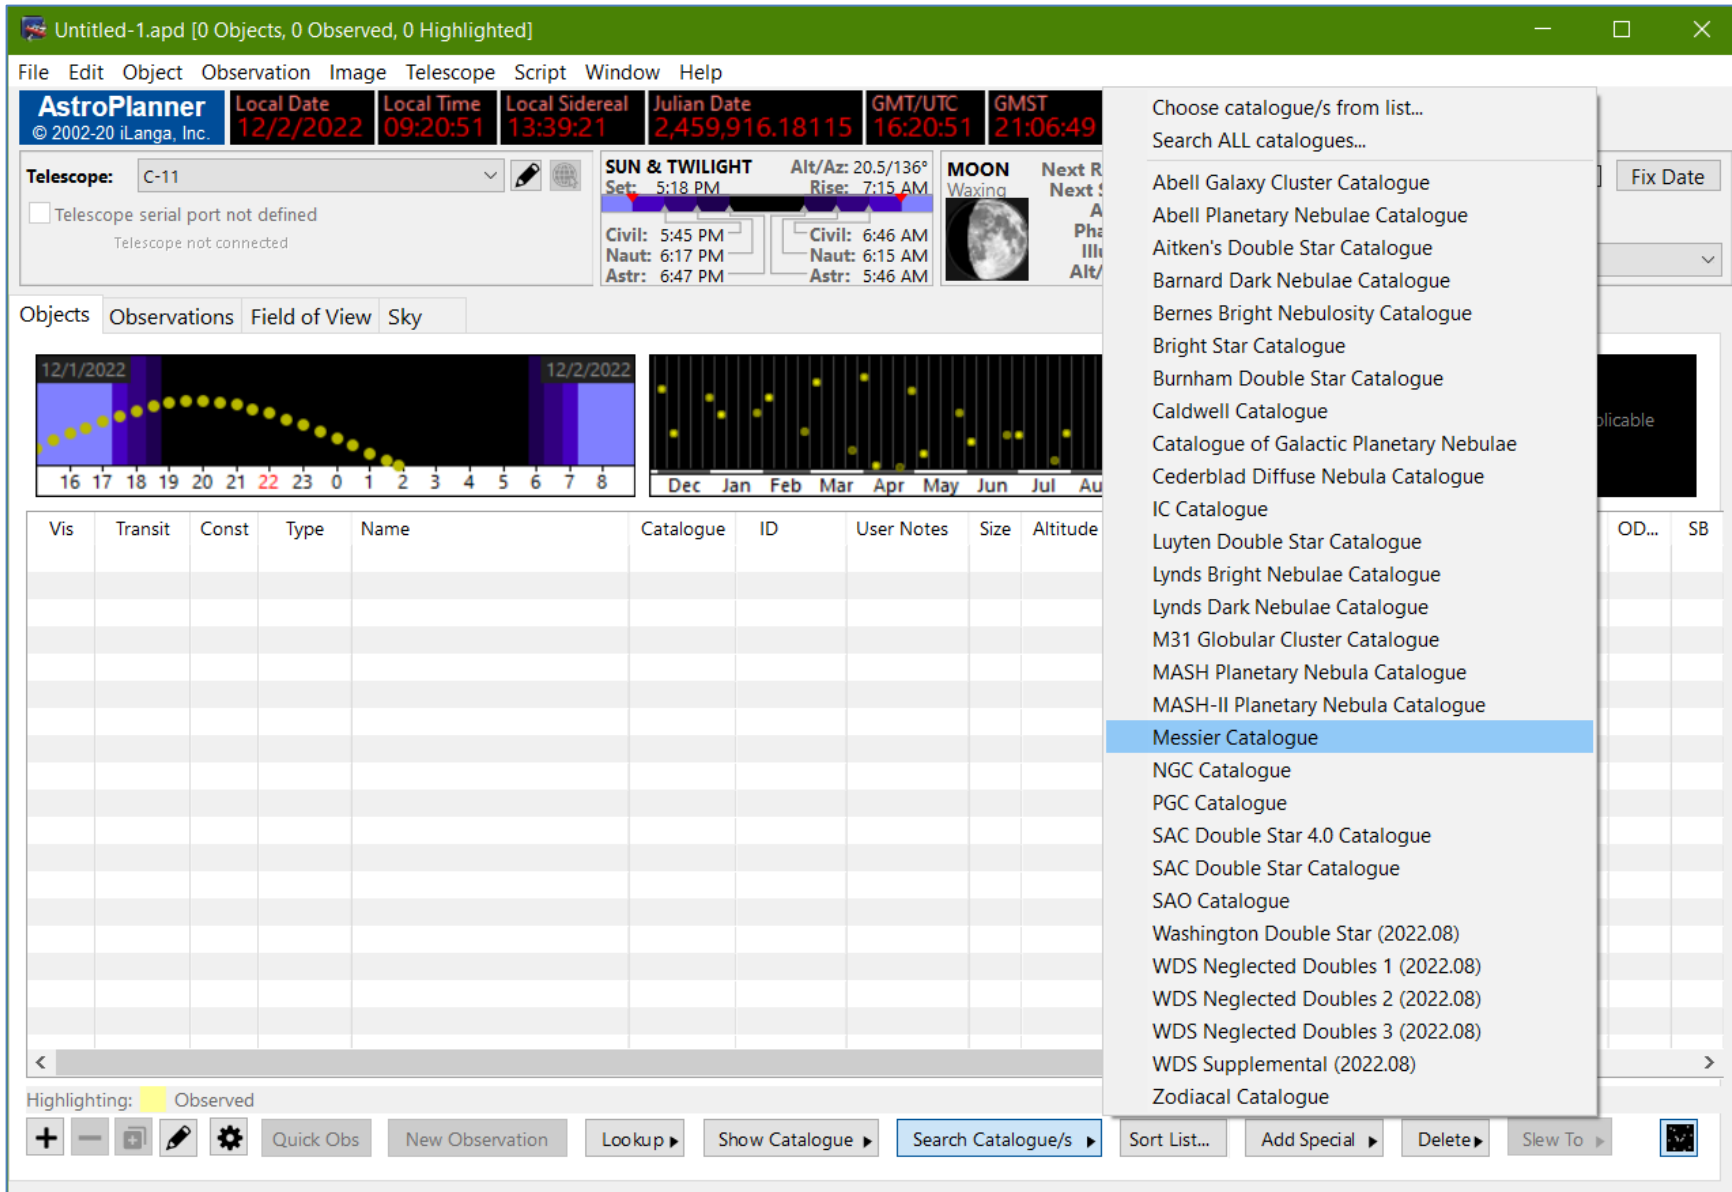 Untitled-1.apd [0 Objects, 0 Observed, 0 Highlighted]
File Edit Object Observation Image Telescope Script Window Help
AstroPlanner
© 2002-20 iLanga, Inc.
Local Date
12/2/2022
Local Time
09:20:51
Local Sidereal
13:39:21
Julian Date
2,459,916.18115
GMT/UTC
16:20:51
GMST
21:06:49
Telescope: C-11
Telescope serial port not defined
Telescope not connected
SUN & TWILIGHT Alt/Az: 20.5/136°
Set: 5:18 PM Rise: 7:15 AM
Civil: 5:45 PM Civil: 6:46 AM
Naut: 6:17 PM Naut: 6:15 AM
Astr: 6:47 PM Astr: 5:46 AM
MOON Next R
Waxing Next S
A
Pha
Illu
Alt/
Fix Date
Objects Observations Field of View Sky
12/1/2022 12/2/2022
16 17 18 19 20 21 22 23 0 1 2 3 4 5 6 7 8
Dec Jan Feb Mar Apr May Jun Jul Au
plicable
Vis Transit Const Type Name Catalogue ID User Notes Size Altitude OD... SB
Choose catalogue/s from list...
Search ALL catalogues...
Abell Galaxy Cluster Catalogue
Abell Planetary Nebulae Catalogue
Aitken's Double Star Catalogue
Barnard Dark Nebulae Catalogue
Bernes Bright Nebulosity Catalogue
Bright Star Catalogue
Burnham Double Star Catalogue
Caldwell Catalogue
Catalogue of Galactic Planetary Nebulae
Cederblad Diffuse Nebula Catalogue
IC Catalogue
Luyten Double Star Catalogue
Lynds Bright Nebulae Catalogue
Lynds Dark Nebulae Catalogue
M31 Globular Cluster Catalogue
MASH Planetary Nebula Catalogue
MASH-II Planetary Nebula Catalogue
Messier Catalogue
NGC Catalogue
PGC Catalogue
SAC Double Star 4.0 Catalogue
SAC Double Star Catalogue
SAO Catalogue
Washington Double Star (2022.08)
WDS Neglected Doubles 1 (2022.08)
WDS Neglected Doubles 2 (2022.08)
WDS Neglected Doubles 3 (2022.08)
WDS Supplemental (2022.08)
Zodiacal Catalogue
Highlighting: Observed
Quick Obs New Observation Lookup Show Catalogue Search Catalogue/s Sort List... Add Special Delete Slew To